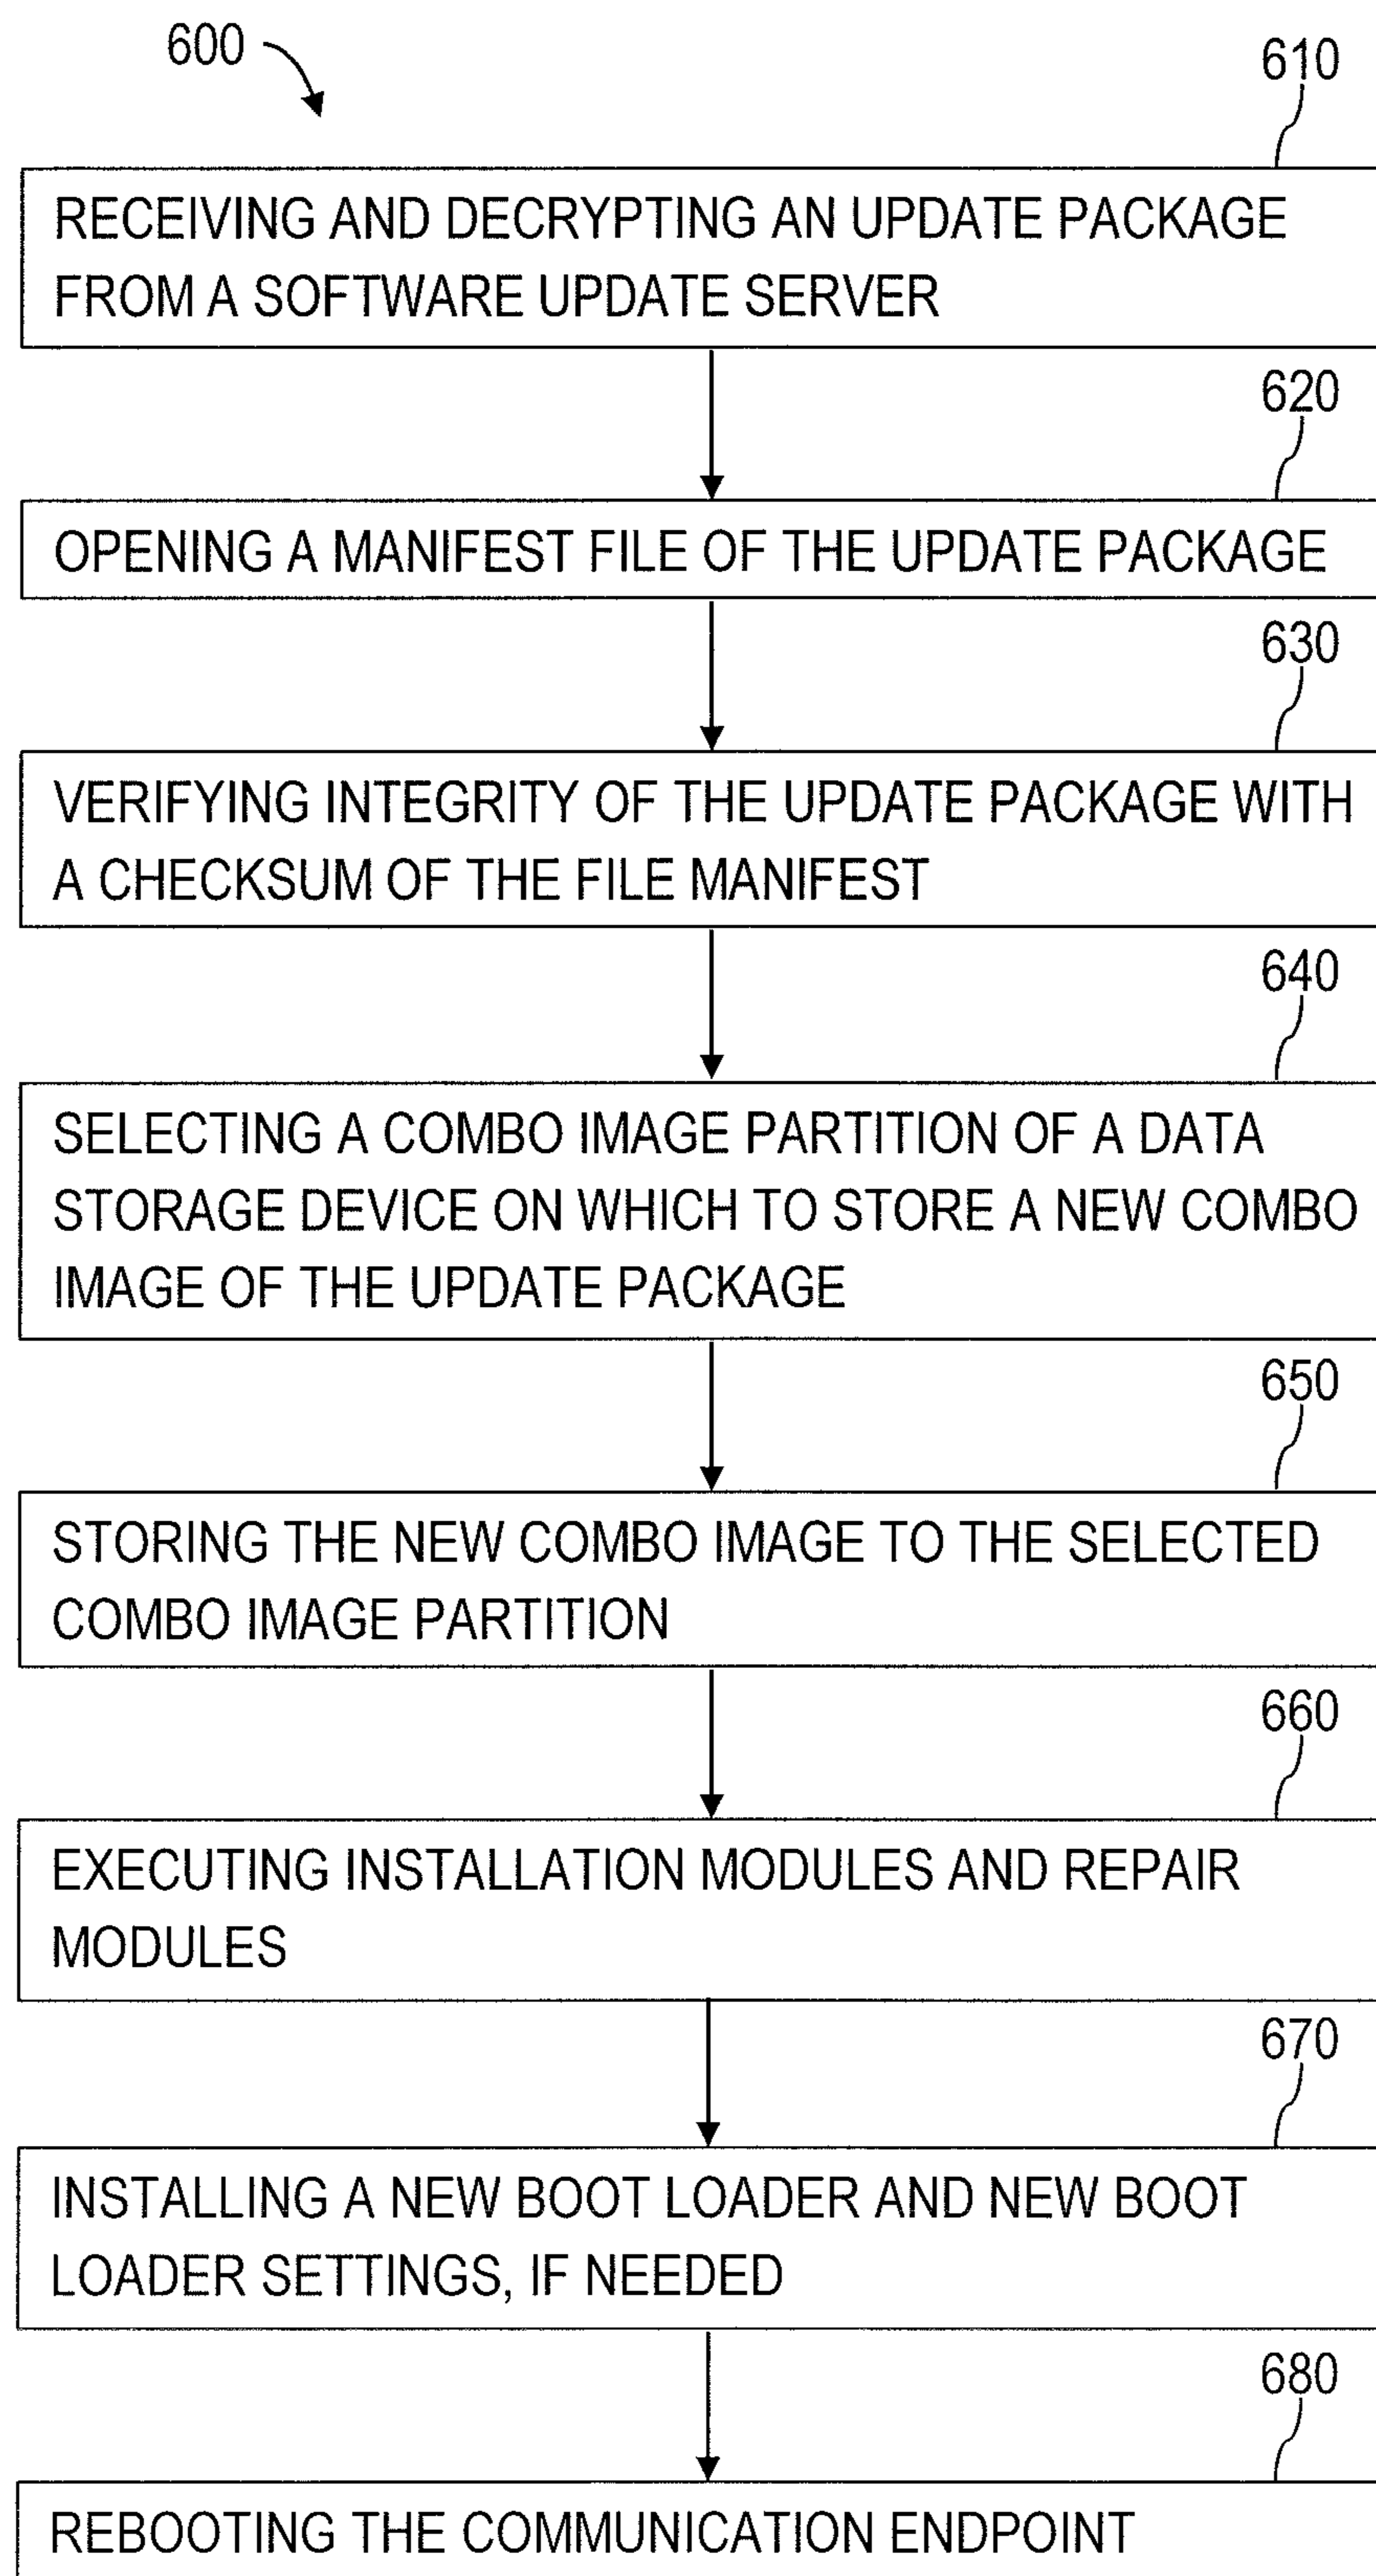 600
610
RECEIVING AND DECRYPTING AN UPDATE PACKAGE
FROM A SOFTWARE UPDATE SERVER
620
OPENING A MANIFEST FILE OF THE UPDATE PACKAGE
630
VERIFYING INTEGRITY OF THE UPDATE PACKAGE WITH
A CHECKSUM OF THE FILE MANIFEST
640
SELECTING A COMBO IMAGE PARTITION OF A DATA
STORAGE DEVICE ON WHICH TO STORE A NEW COMBO
IMAGE OF THE UPDATE PACKAGE
650
STORING THE NEW COMBO IMAGE TO THE SELECTED
COMBO IMAGE PARTITION
660
EXECUTING INSTALLATION MODULES AND REPAIR
MODULES
670
INSTALLING A NEW BOOT LOADER AND NEW BOOT
LOADER SETTINGS, IF NEEDED
680
REBOOTING THE COMMUNICATION ENDPOINT